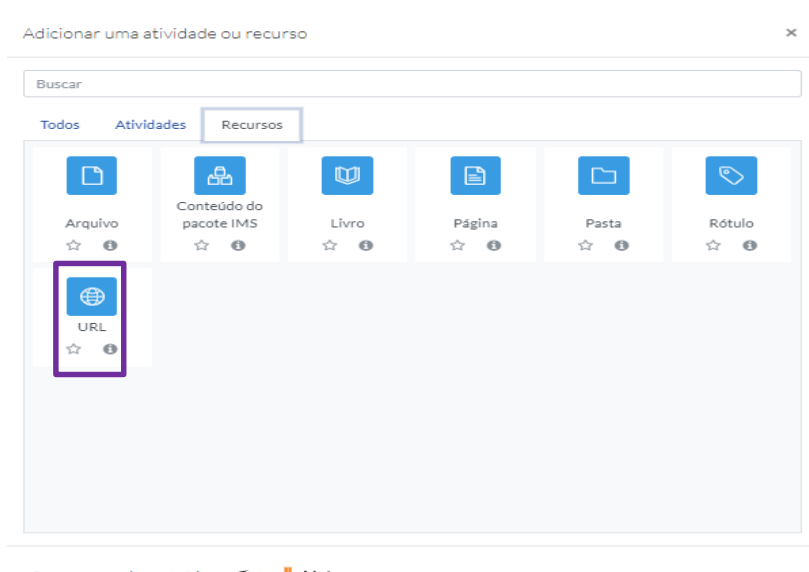 Adicionar uma atividade ou recurso ×
Buscar
Todos Atividades Recursos
Arquivo
Conteúdo do
pacote IMS
Livro
Página
Pasta
Rótulo
URL